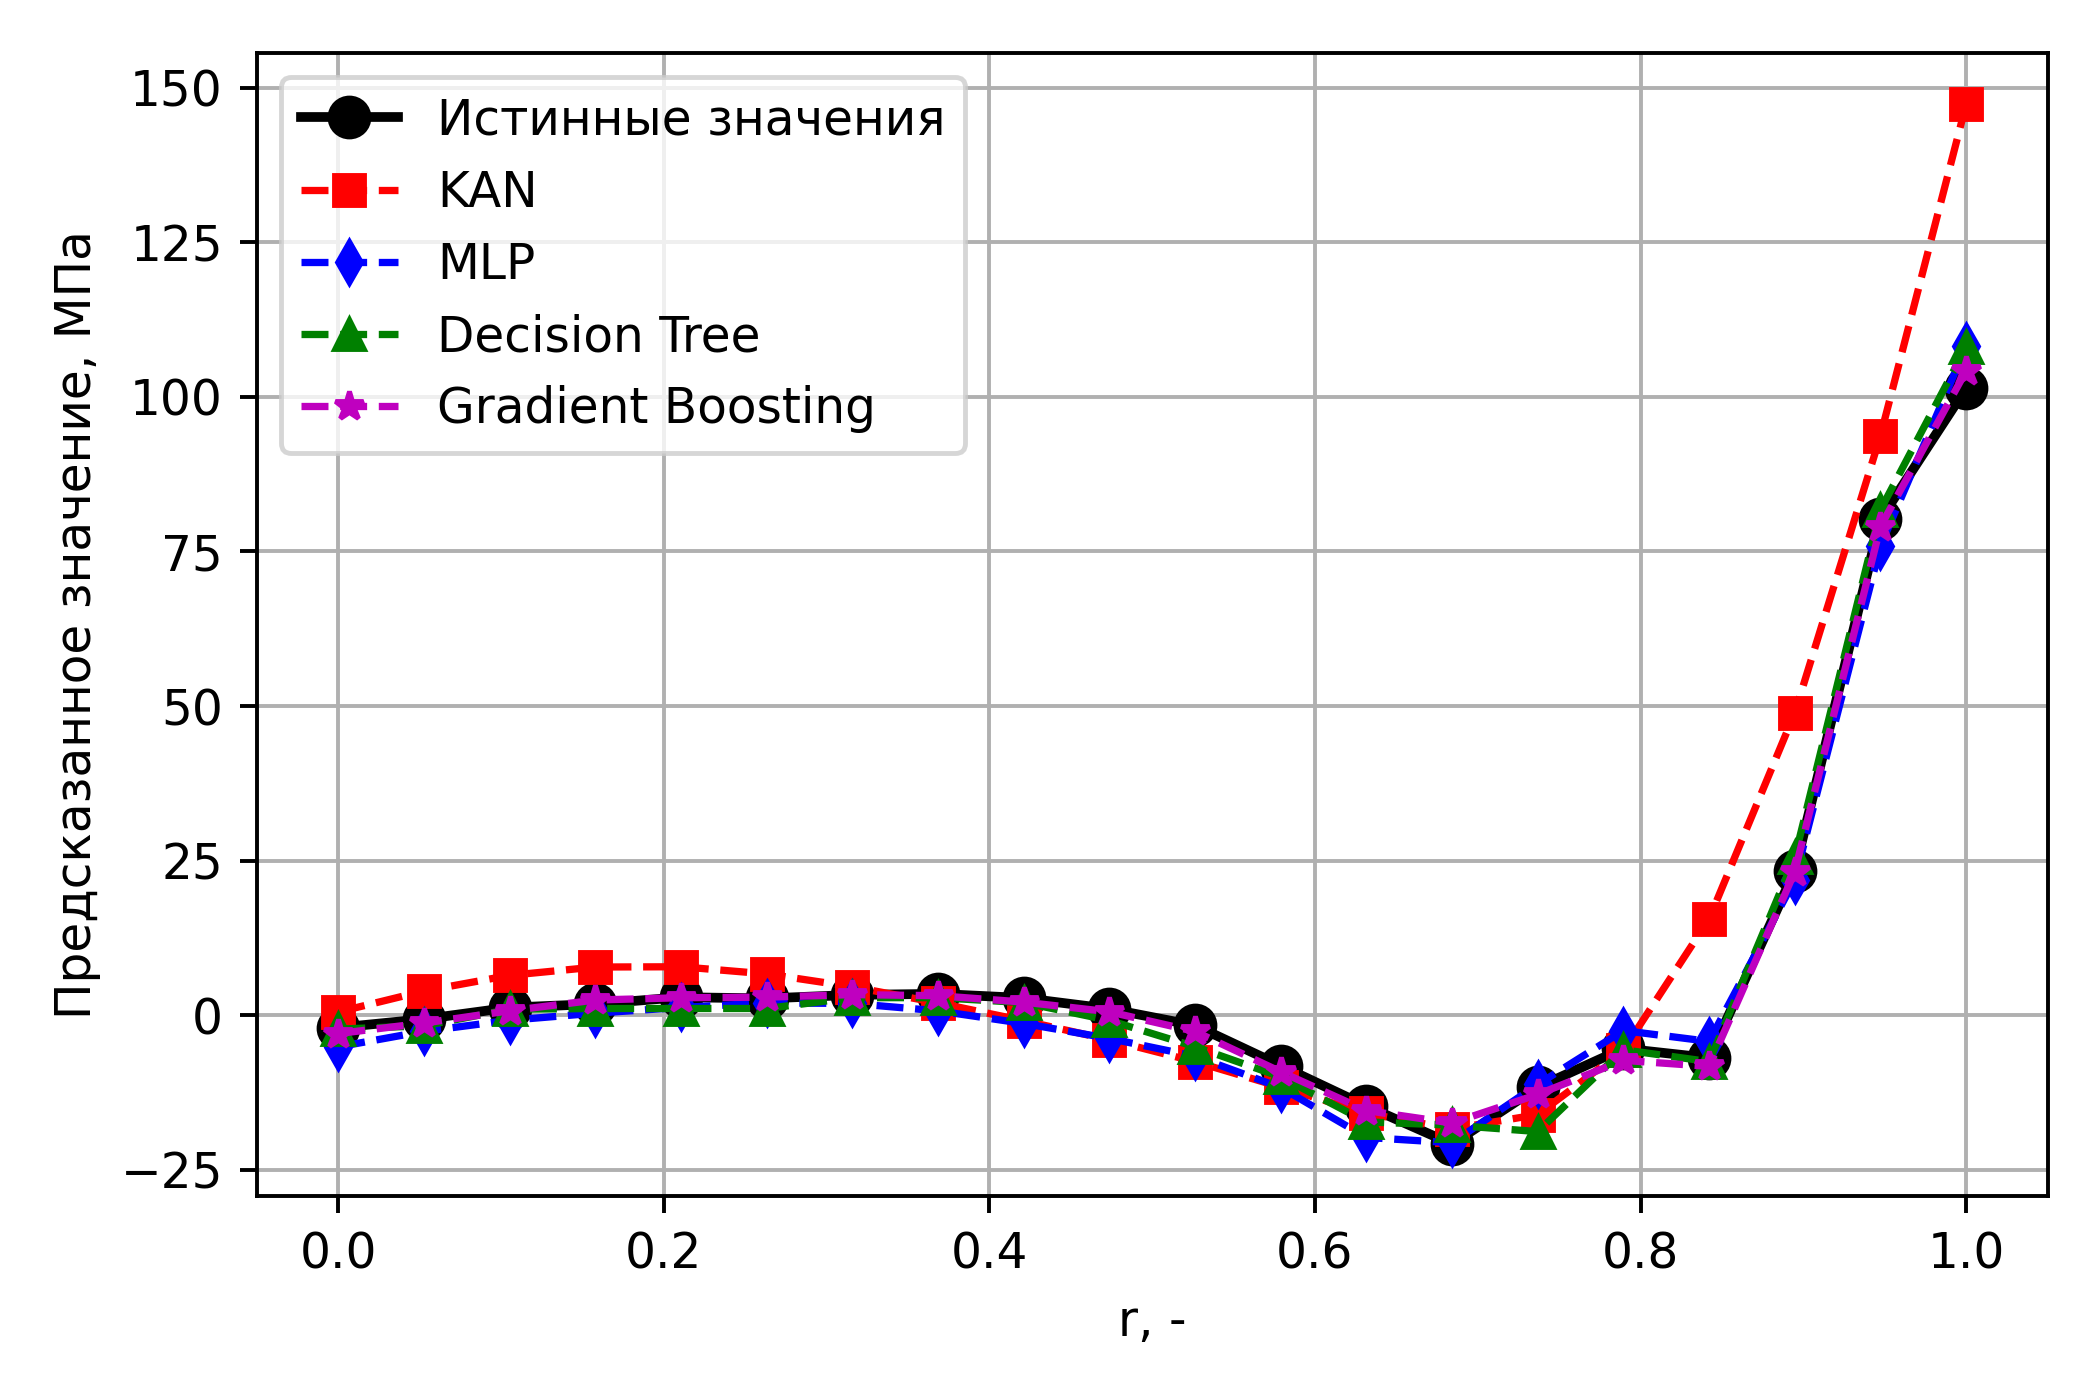 Предсказанное значение, МПа
150
125
100
75
50
25
0
−25
Истинные значения
KAN
MLP
Decision Tree
Gradient Boosting
0.0 0.2 0.4 0.6 0.8 1.0
r, -